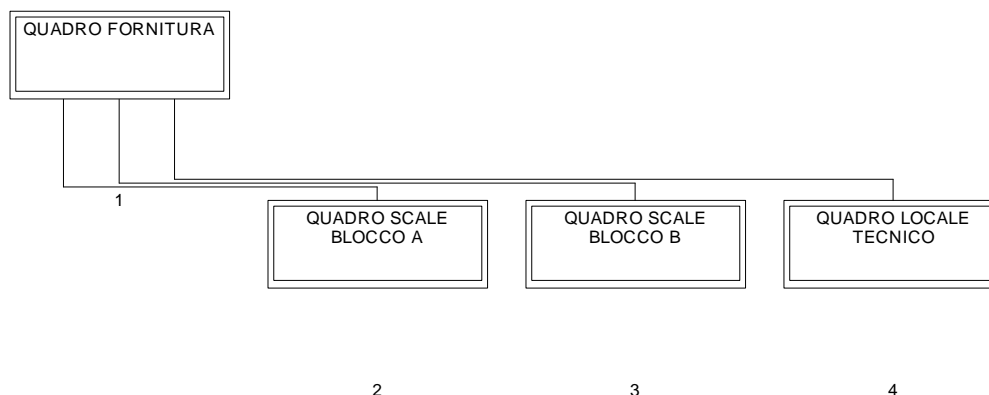 QUADRO FORNITURA
1
QUADRO SCALE
BLOCCO A
QUADRO SCALE
BLOCCO B
QUADRO LOCALE
TECNICO
2
3
4